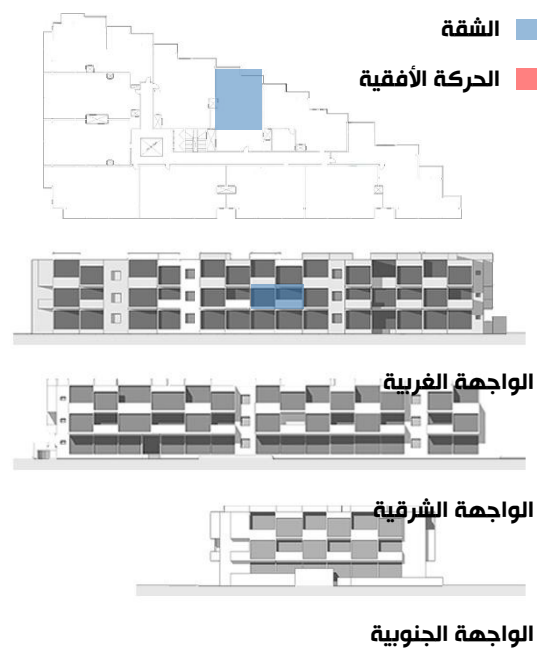 الشقة
الحركة الأفقية
الواجهة الغربية
الواجهة الشرقية
الواجهة الجنوبية